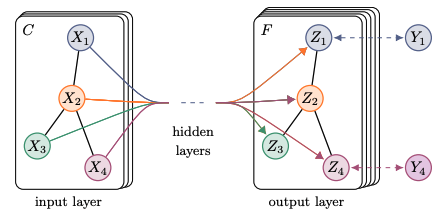 C
F
X₁
Z₁
Y₁
X₂
Z₂
hidden
layers
X₃
Z₃
X₄
Z₄
Y₄
input layer
output layer